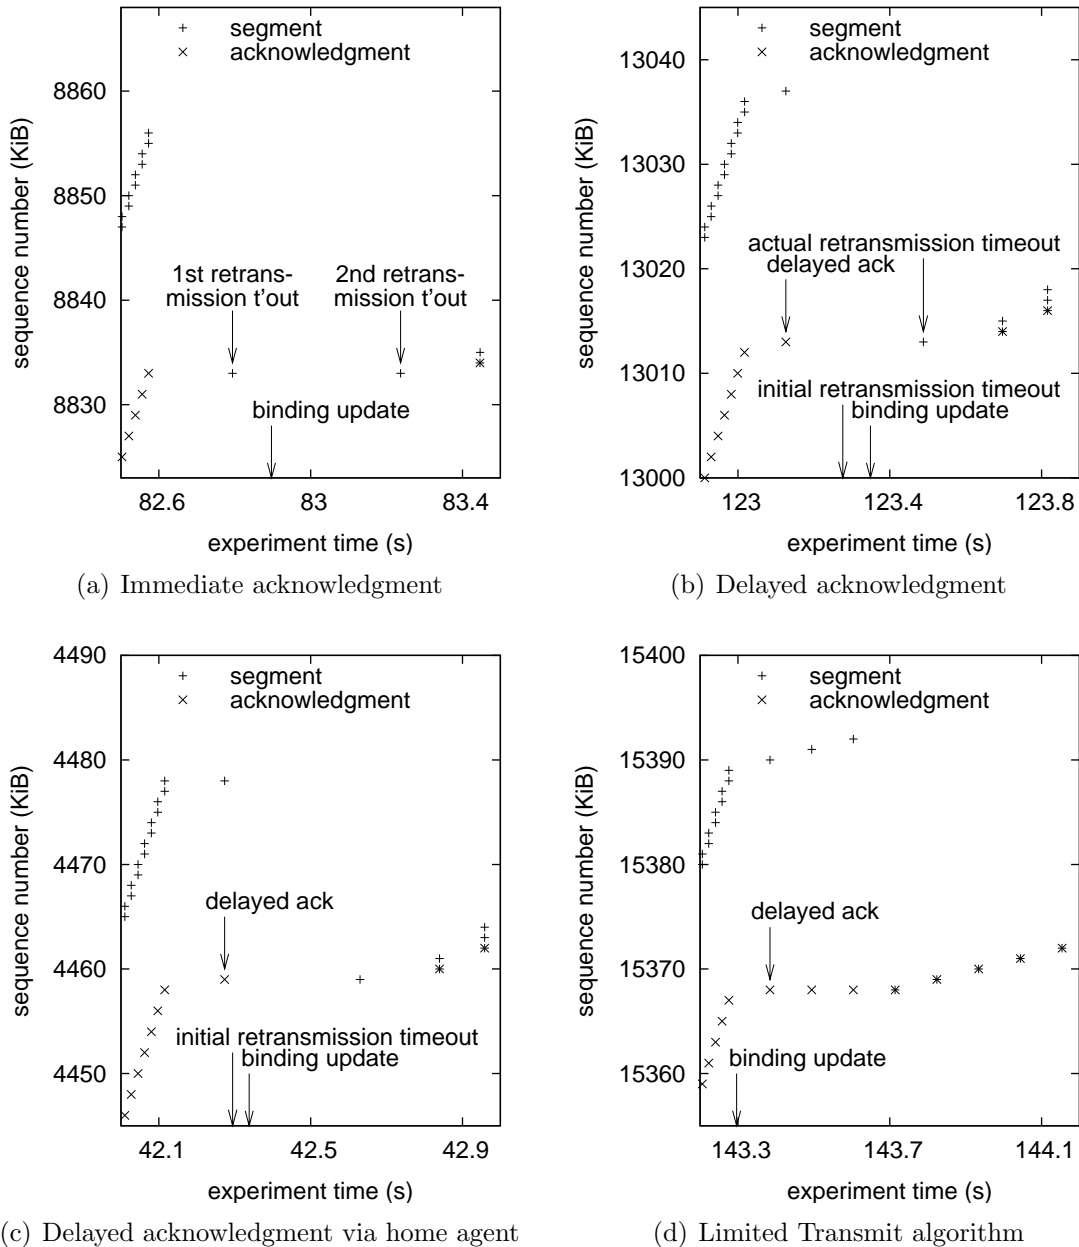 segment
acknowledgment
8860
8850
8840
8830
sequence number (KiB)
1st retrans-
mission t'out
2nd retrans-
mission t'out
binding update
82.6
83
83.4
experiment time (s)
(a) Immediate acknowledgment
segment
acknowledgment
13040
13030
13020
13010
13000
sequence number (KiB)
actual retransmission timeout
delayed ack
initial retransmission timeout
binding update
123
123.4
123.8
experiment time (s)
(b) Delayed acknowledgment
4490
segment
acknowledgment
4480
4470
4460
4450
sequence number (KiB)
delayed ack
initial retransmission timeout
binding update
42.1
42.5
42.9
experiment time (s)
(c) Delayed acknowledgment via home agent
15400
segment
acknowledgment
15390
15380
15370
15360
sequence number (KiB)
delayed ack
binding update
143.3
143.7
144.1
experiment time (s)
(d) Limited Transmit algorithm